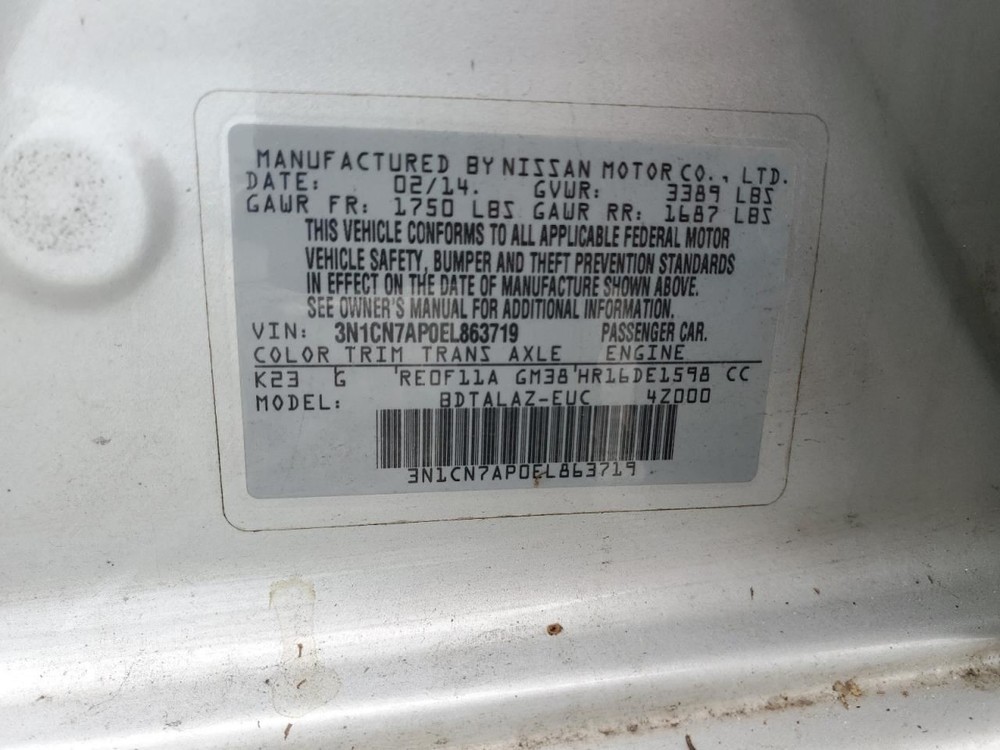 MANUFACTURED BY NISSAN MOTOR CO., LTD.
DATE: 02/14. GVWR: 3389 LBS
GAWR FR: 1750 LBS GAWR RR: 1687 LBS
THIS VEHICLE CONFORMS TO ALL APPLICABLE FEDERAL MOTOR
VEHICLE SAFETY, BUMPER AND THEFT PREVENTION STANDARDS
IN EFFECT ON THE DATE OF MANUFACTURE SHOWN ABOVE.
SEE OWNER'S MANUAL FOR ADDITIONAL INFORMATION.
VIN: 3N1CN7AP0EL863719 PASSENGER CAR.
COLOR TRIM TRANS AXLE ENGINE
K23 G RE0F11A GM38 HR16DE1598 CC
MODEL: BDTALAZ-EUC 4Z000
3N1CN7AP0EL863719